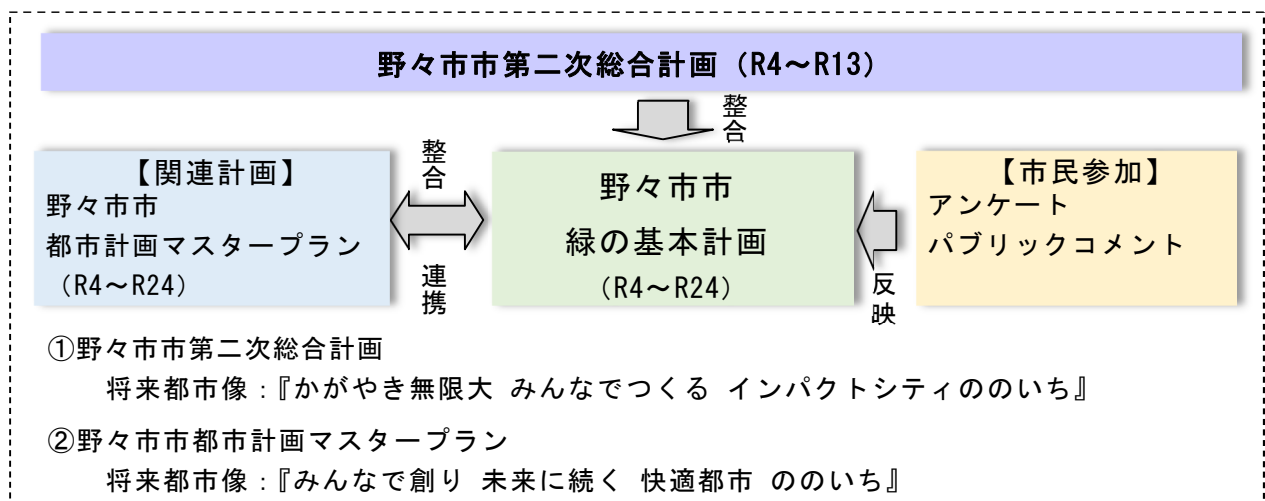 野々市市第二次総合計画（R4～R13）
整合
【関連計画】
野々市市
都市計画マスタープラン
（R4～R24）
整合
連携
野々市市
緑の基本計画
（R4～R24）
反映
【市民参加】
アンケート
パブリックコメント
①野々市市第二次総合計画
将来都市像：『かがやき無限大 みんなでつくる インパクトシティののいち』
②野々市市都市計画マスタープラン
将来都市像：『みんなで創り 未来に続く 快適都市 ののいち』